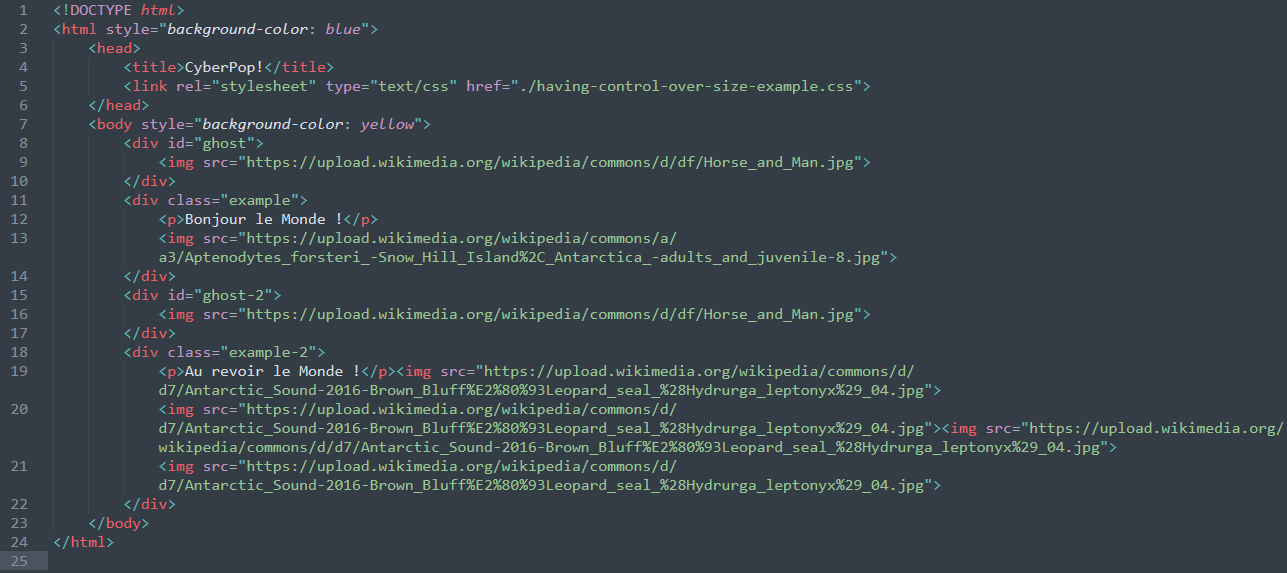 1 <!DOCTYPE html>
2 <html style="background-color: blue">
3 <head>
4 <title>CyberPop!</title>
5 <link rel="stylesheet" type="text/css" href="./having-control-over-size-example.css">
6 </head>
7 <body style="background-color: yellow">
8 <div id="ghost">
9 <img src="https://upload.wikimedia.org/wikipedia/commons/d/df/Horse_and_Man.jpg">
10 </div>
11 <div class="example">
12 <p>Bonjour le Monde !</p>
13 <img src="https://upload.wikimedia.org/wikipedia/commons/a/
a3/Aptenodytes_forsteri_-Snow_Hill_Island%2C_Antarctica_-adults_and_juvenile-8.jpg">
14 </div>
15 <div id="ghost-2">
16 <img src="https://upload.wikimedia.org/wikipedia/commons/d/df/Horse_and_Man.jpg">
17 </div>
18 <div class="example-2">
19 <p>Au revoir le Monde !</p><img src="https://upload.wikimedia.org/wikipedia/commons/d/
d7/Antarctic_Sound-2016-Brown_Bluff%E2%80%93Leopard_seal_%28Hydrurga_leptonyx%29_04.jpg">
20 <img src="https://upload.wikimedia.org/wikipedia/commons/d/
d7/Antarctic_Sound-2016-Brown_Bluff%E2%80%93Leopard_seal_%28Hydrurga_leptonyx%29_04.jpg"><img src="https://upload.wikimedia.org/
wikipedia/commons/d/d7/Antarctic_Sound-2016-Brown_Bluff%E2%80%93Leopard_seal_%28Hydrurga_leptonyx%29_04.jpg">
21 <img src="https://upload.wikimedia.org/wikipedia/commons/d/
d7/Antarctic_Sound-2016-Brown_Bluff%E2%80%93Leopard_seal_%28Hydrurga_leptonyx%29_04.jpg">
22 </div>
23 </body>
24 </html>
25